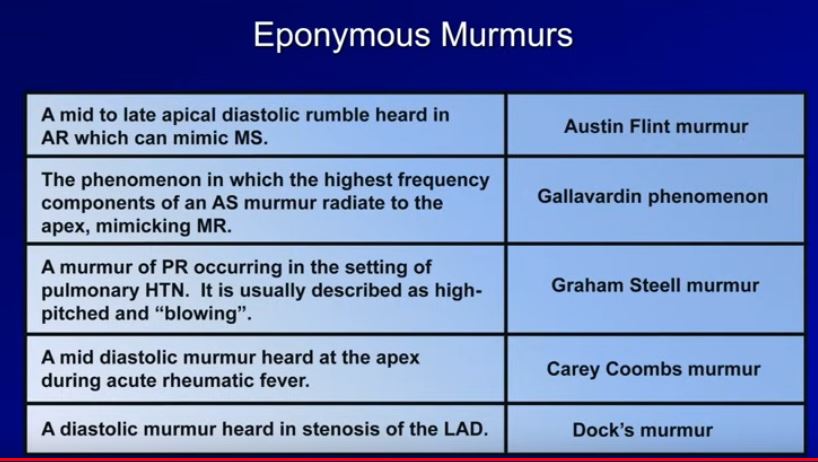 Eponymous Murmurs
A mid to late apical diastolic rumble heard in
AR which can mimic MS.
Austin Flint murmur
The phenomenon in which the highest frequency
components of an AS murmur radiate to the
apex, mimicking MR.
Gallavardin phenomenon
A murmur of PR occurring in the setting of
pulmonary HTN.  It is usually described as high-
pitched and “blowing”.
Graham Steell murmur
A mid diastolic murmur heard at the apex
during acute rheumatic fever.
Carey Coombs murmur
A diastolic murmur heard in stenosis of the LAD.
Dock’s murmur